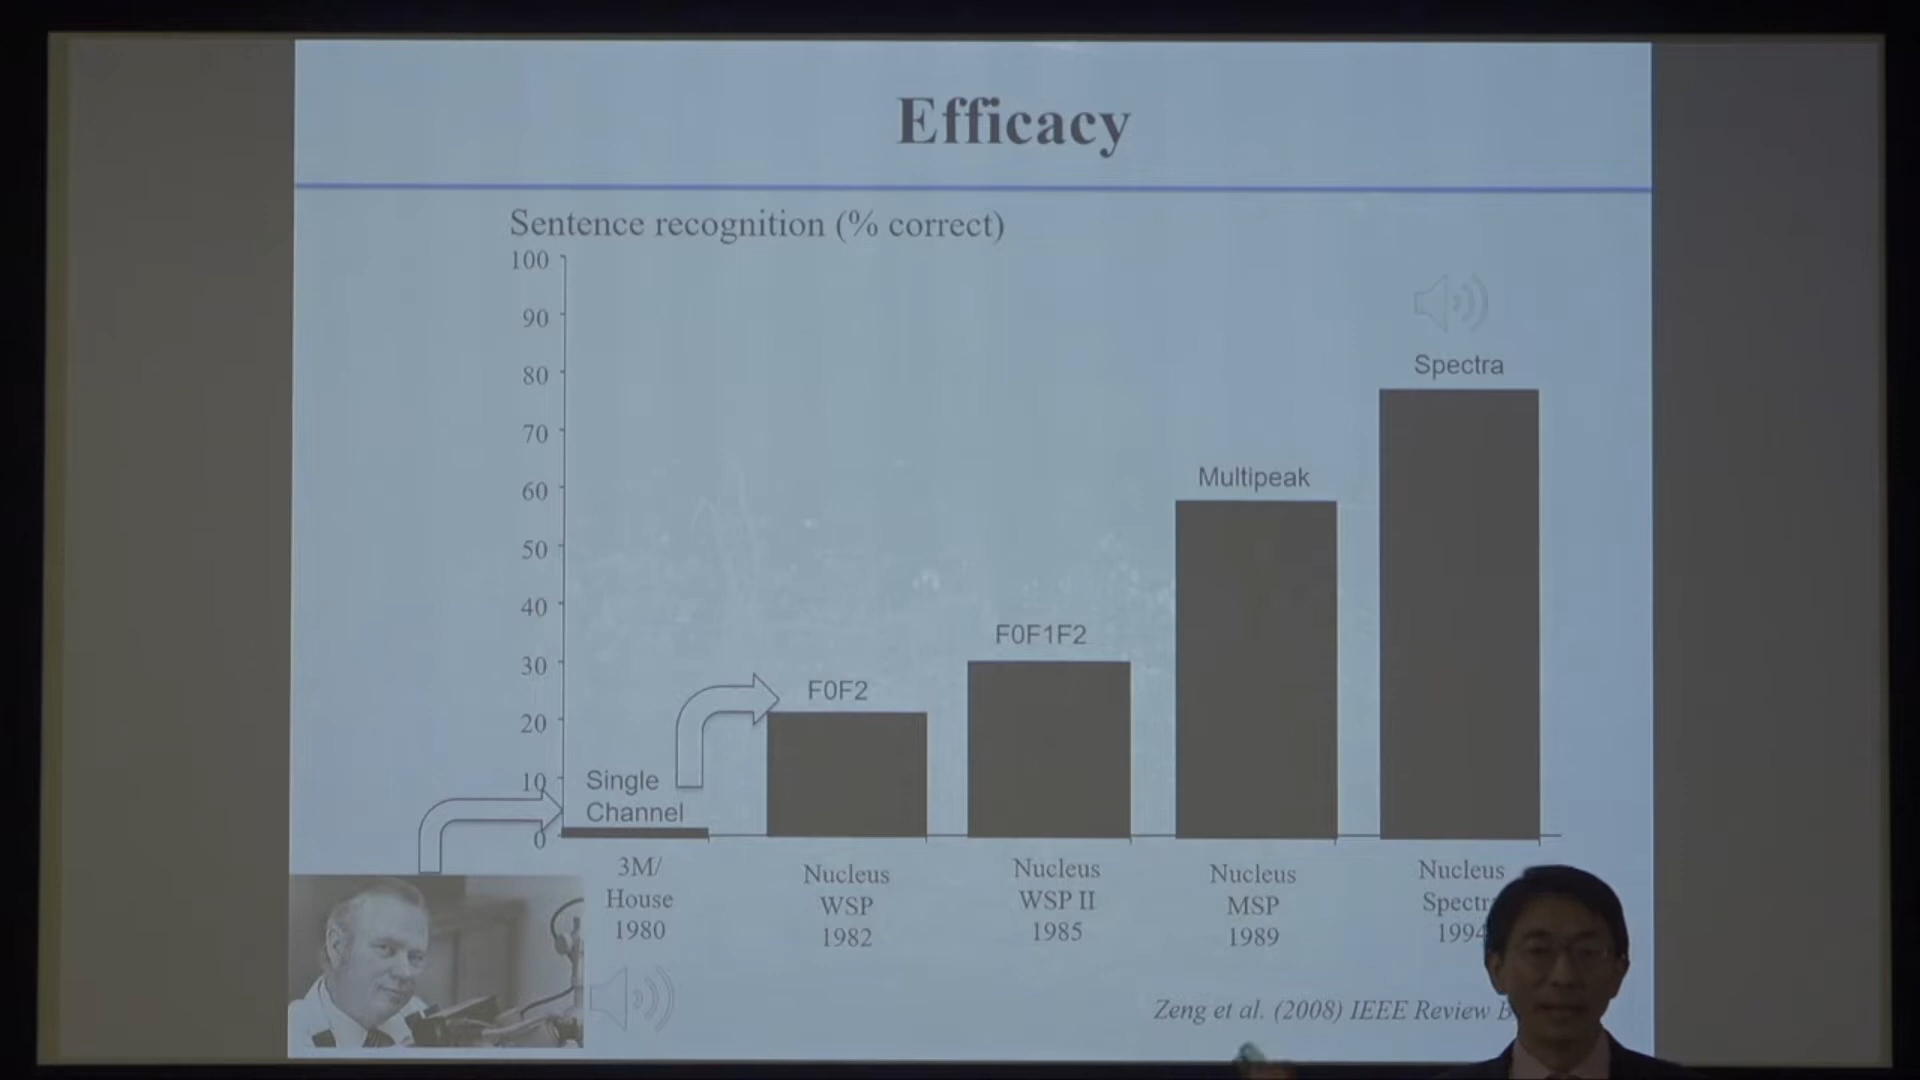 Efficacy
Sentence recognition (% correct)
100
90
80
70
60
50
40
30
20
10
0
Single
Channel
F0F2
F0F1F2
Multipeak
Spectra
3M/
House
1980
Nucleus
WSP
1982
Nucleus
WSP II
1985
Nucleus
MSP
1989
Nucleus
Spectr
1994
Zeng et al. (2008) IEEE Review